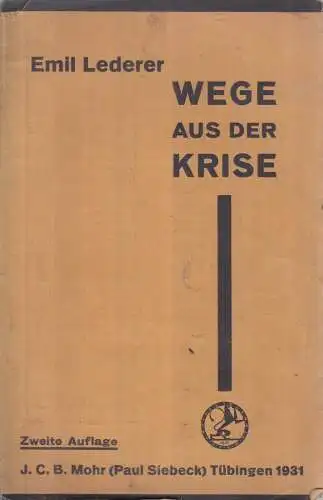 Emil Lederer
WEGE
AUS DER
KRISE
Zweite Auflage
J. C. B. Mohr (Paul Siebeck) Tübingen 1931